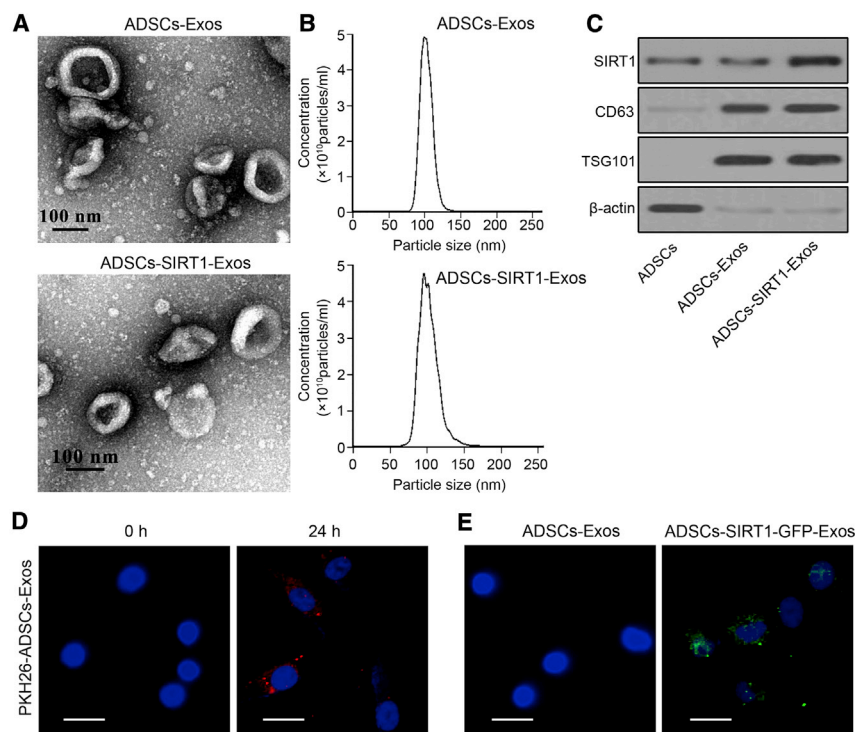 A
ADSCs-Exos
100 nm
ADSCs-SIRT1-Exos
100 nm
B
ADSCs-Exos
Concentration
(×10¹⁰particles/ml)
5
4
3
2
1
0
0 50 100 150 200 250
Particle size (nm)
ADSCs-SIRT1-Exos
Concentration
(×10¹⁰particles/ml)
5
4
3
2
1
0
0 50 100 150 200 250
Particle size (nm)
C
SIRT1
CD63
TSG101
β-actin
ADSCs
ADSCs-Exos
ADSCs-SIRT1-Exos
D
0 h
24 h
PKH26-ADSCs-Exos
E
ADSCs-Exos
ADSCs-SIRT1-GFP-Exos